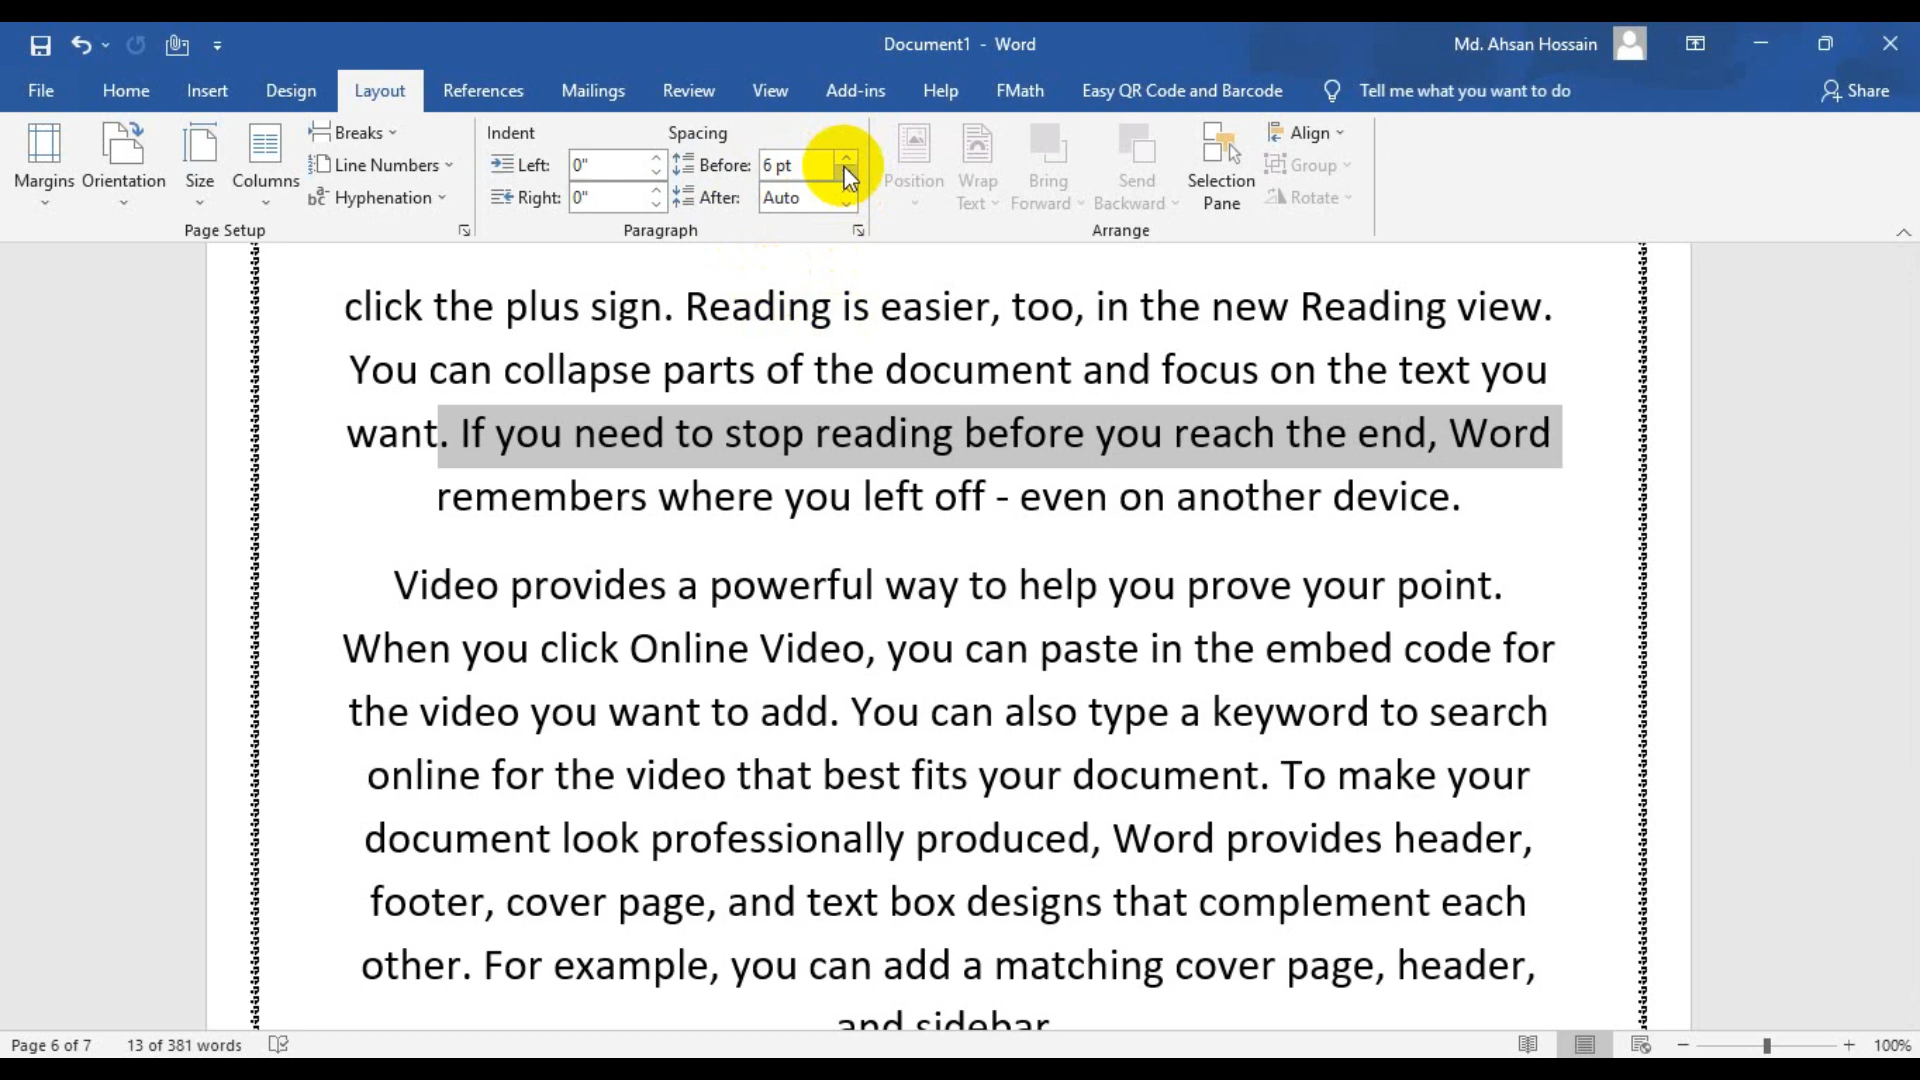 Document1 - Word
Md. Ahsan Hossain
File Home Insert Design Layout References Mailings Review View Add-ins Help FMath Easy QR Code and Barcode Tell me what you want to do Share
Margins Orientation Size Columns
Breaks
Line Numbers
Hyphenation
Page Setup
Indent Spacing
Left: 0" Before: 6 pt
Right: 0" After: Auto
Paragraph
Position Wrap Text Bring Forward Send Backward Selection Pane
Align
Group
Rotate
Arrange
click the plus sign. Reading is easier, too, in the new Reading view.
You can collapse parts of the document and focus on the text you
want. If you need to stop reading before you reach the end, Word
remembers where you left off - even on another device.
Video provides a powerful way to help you prove your point.
When you click Online Video, you can paste in the embed code for
the video you want to add. You can also type a keyword to search
online for the video that best fits your document. To make your
document look professionally produced, Word provides header,
footer, cover page, and text box designs that complement each
other. For example, you can add a matching cover page, header,
and sidebar
Page 6 of 7 13 of 381 words 100%